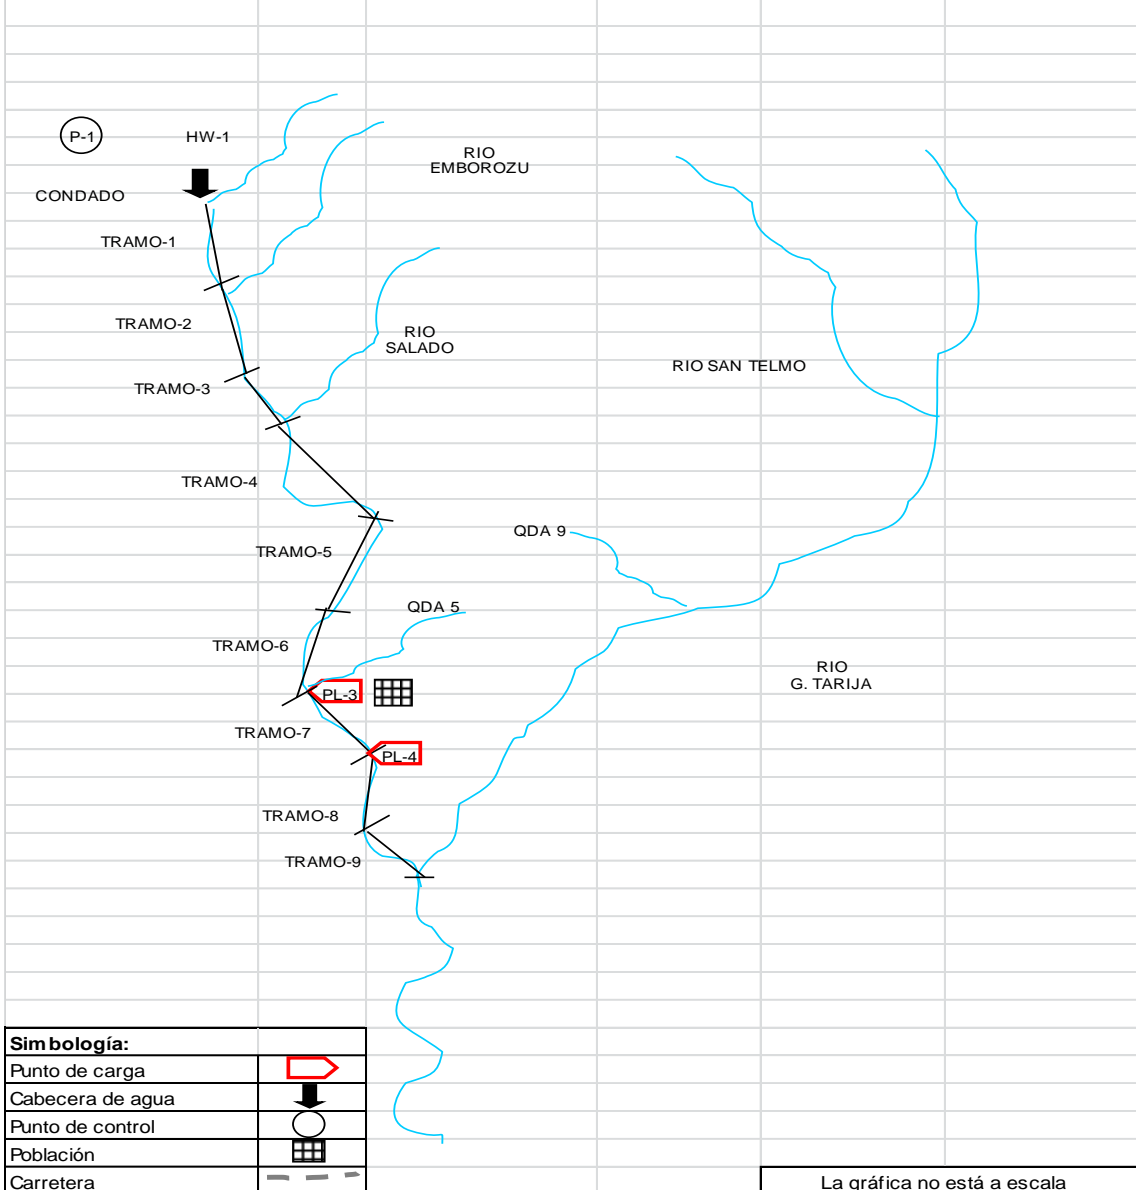 P-1
HW-1
RIO
EMBOROZU
CONDADO
TRAMO-1
TRAMO-2
RIO
SALADO
RIO SAN TELMO
TRAMO-3
TRAMO-4
QDA 9
TRAMO-5
QDA 5
TRAMO-6
RIO
G. TARIJA
PL-3
TRAMO-7
PL-4
TRAMO-8
TRAMO-9
Simbología:
Punto de carga
Cabecera de agua
Punto de control
Población
Carretera
La gráfica no está a escala